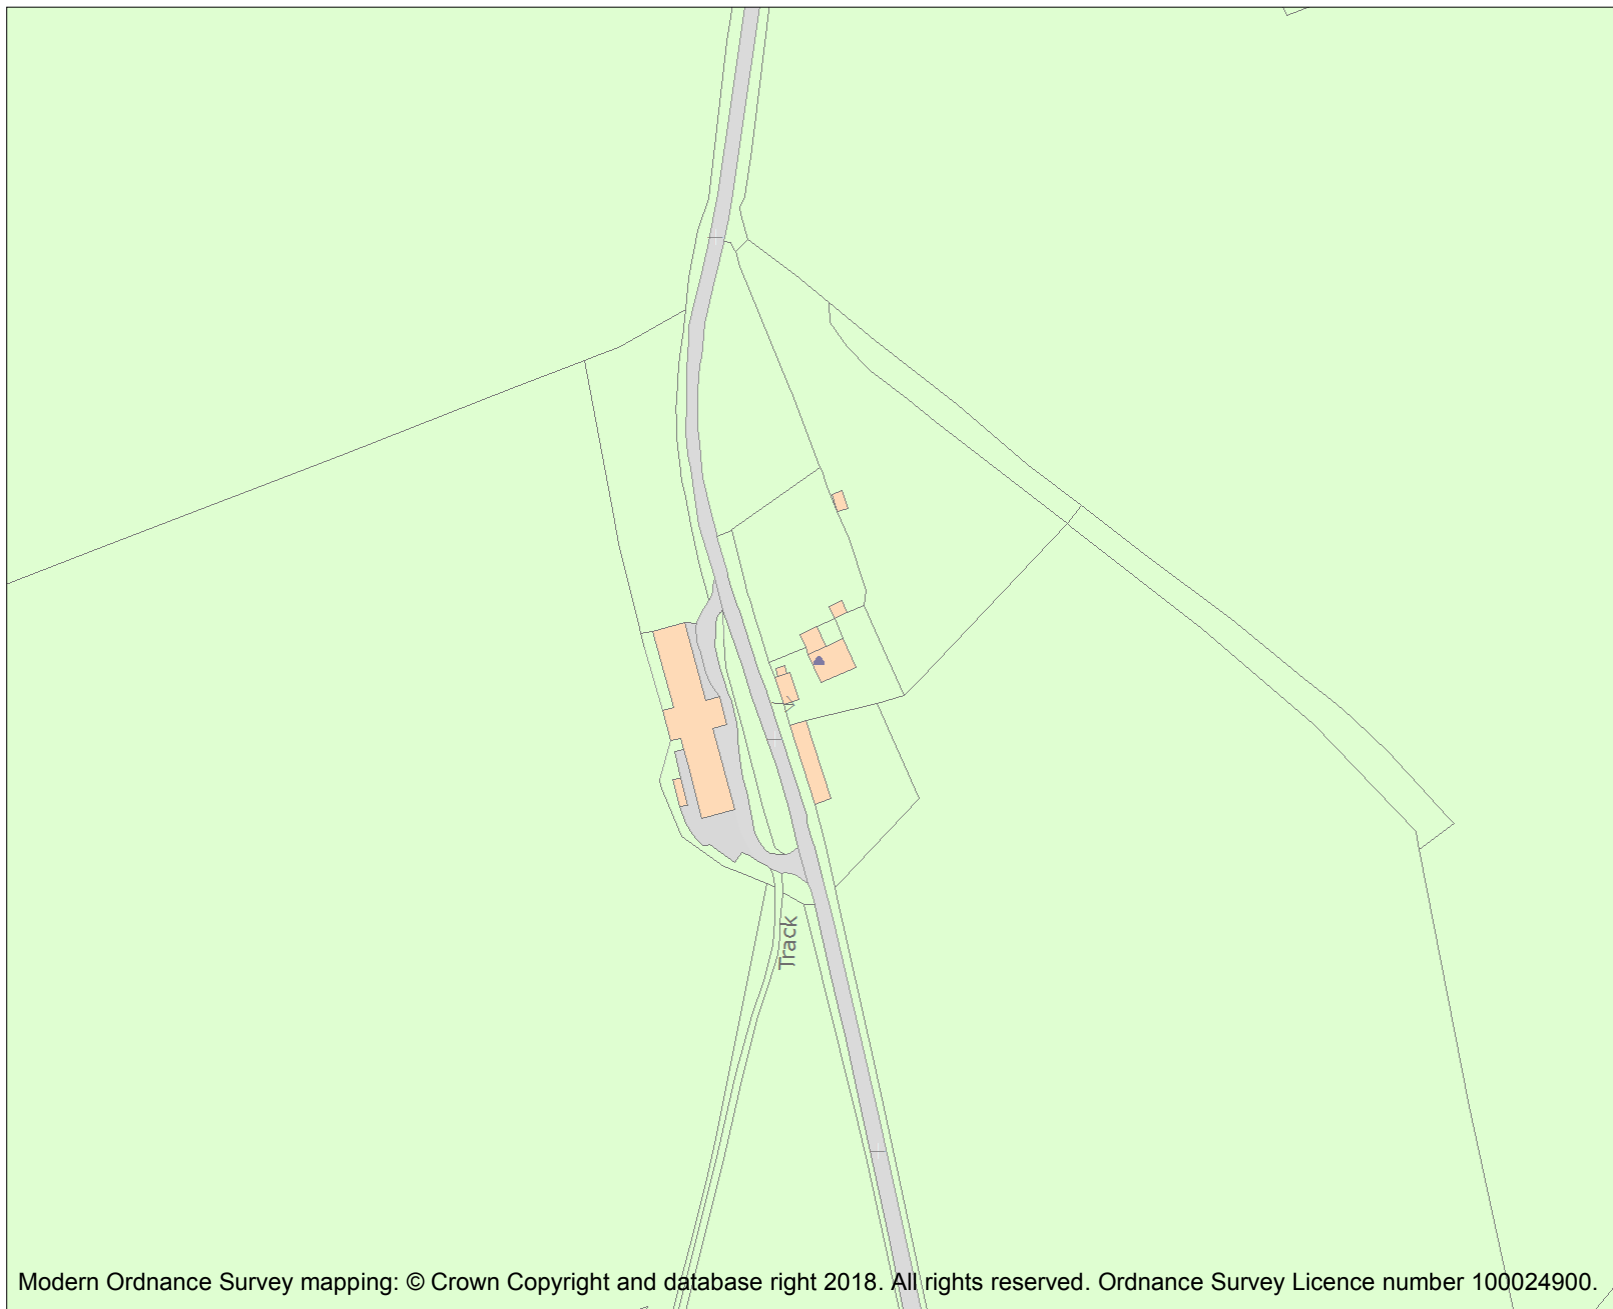 Track
Modern Ordnance Survey mapping: © Crown Copyright and database right 2018. All rights reserved. Ordnance Survey Licence number 100024900.